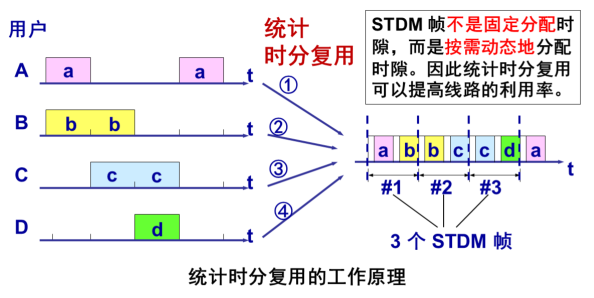 用户
统计
时分复用
STDM 帧不是固定分配时
隙，而是按需动态地分配
时隙。因此统计时分复用
可以提高线路的利用率。
A
a
a
t
①
B
b
b
t
②
C
c
c
t
③
D
d
t
④
a
b
b
c
c
d
a
t
#1
#2
#3
3 个 STDM 帧
统计时分复用的工作原理